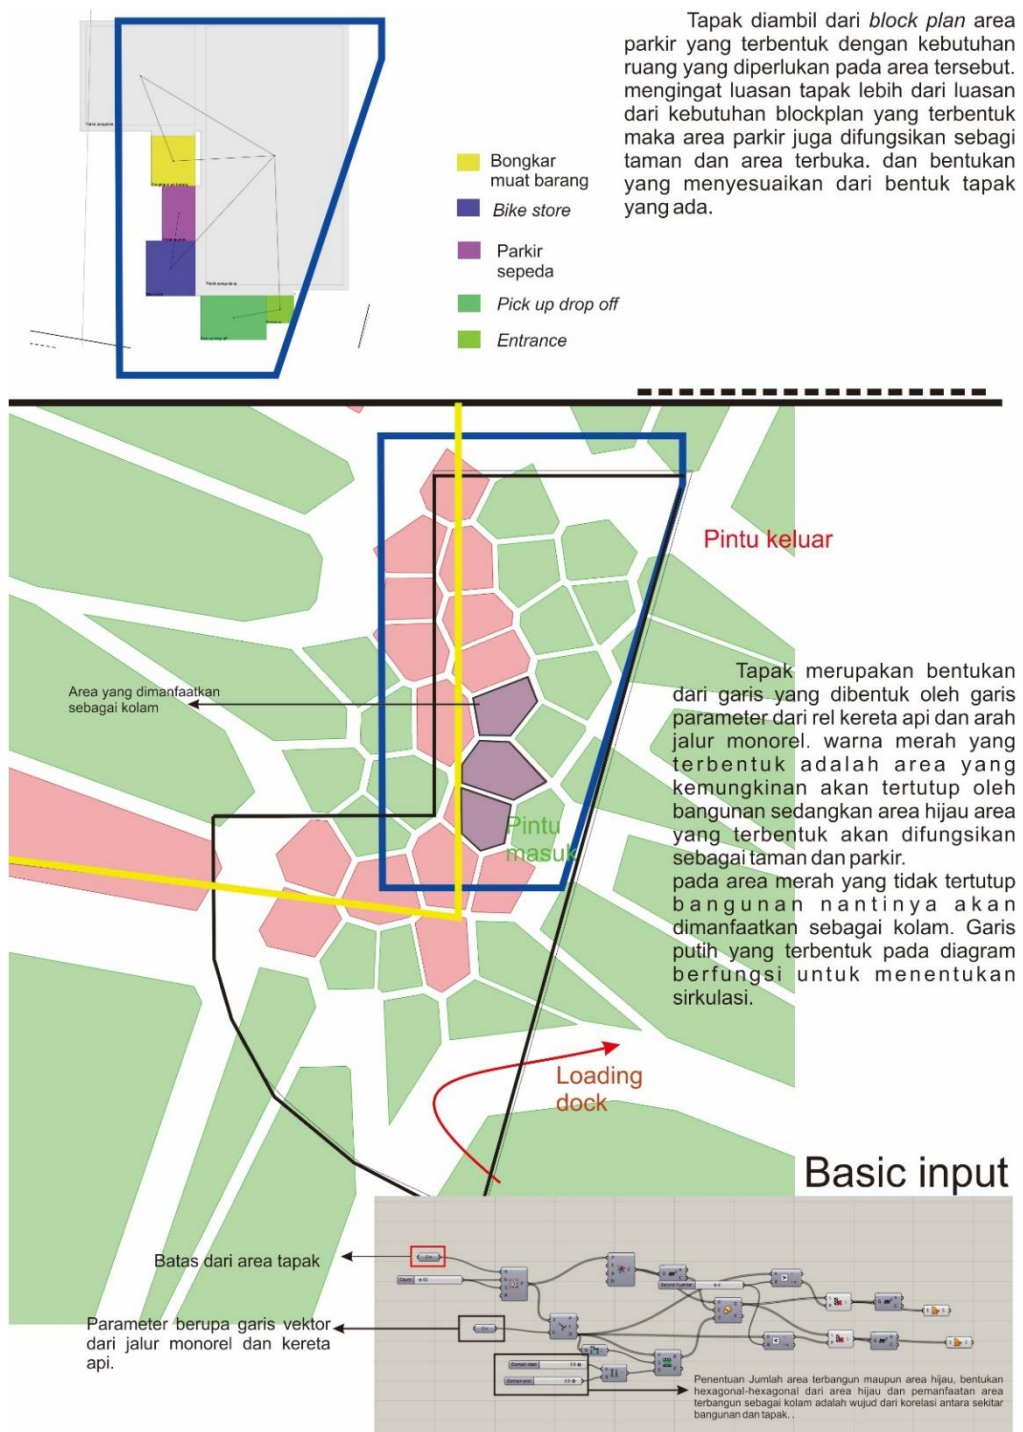 Tapak diambil dari block plan area
parkir yang terbentuk dengan kebutuhan
ruang yang diperlukan pada area tersebut.
mengingat luasan tapak lebih dari luasan
dari kebutuhan blockplan yang terbentuk
maka area parkir juga difungsikan sebagi
taman dan area terbuka. dan bentukan
yang menyesuaikan dari bentuk tapak
yang ada.
Bongkar
muat barang
Bike store
Parkir
sepeda
Pick up drop off
Entrance
Pintu keluar
Area yang dimanfaatkan
sebagai kolam
Pintu
masuk
Tapak merupakan bentukan
dari garis yang dibentuk oleh garis
parameter dari rel kereta api dan arah
jalur monorel. warna merah yang
terbentuk adalah area yang
kemungkinan akan tertutup oleh
bangunan sedangkan area hijau area
yang terbentuk akan difungsikan
sebagai taman dan parkir.
pada area merah yang tidak tertutup
bangunan nantinya akan
dimanfaatkan sebagai kolam. Garis
putih yang terbentuk pada diagram
berfungsi untuk menentukan
sirkulasi.
Loading
dock
Basic input
Batas dari area tapak
Parameter berupa garis vektor
dari jalur monorel dan kereta
api.
Penentuan Jumlah area terbangun maupun area hijau, bentukan
hexagonal-hexagonal dari area hijau dan pemanfaatan area
terbangun sebagai kolam adalah wujud dari korelasi antara sekitar
bangunan dan tapak. .